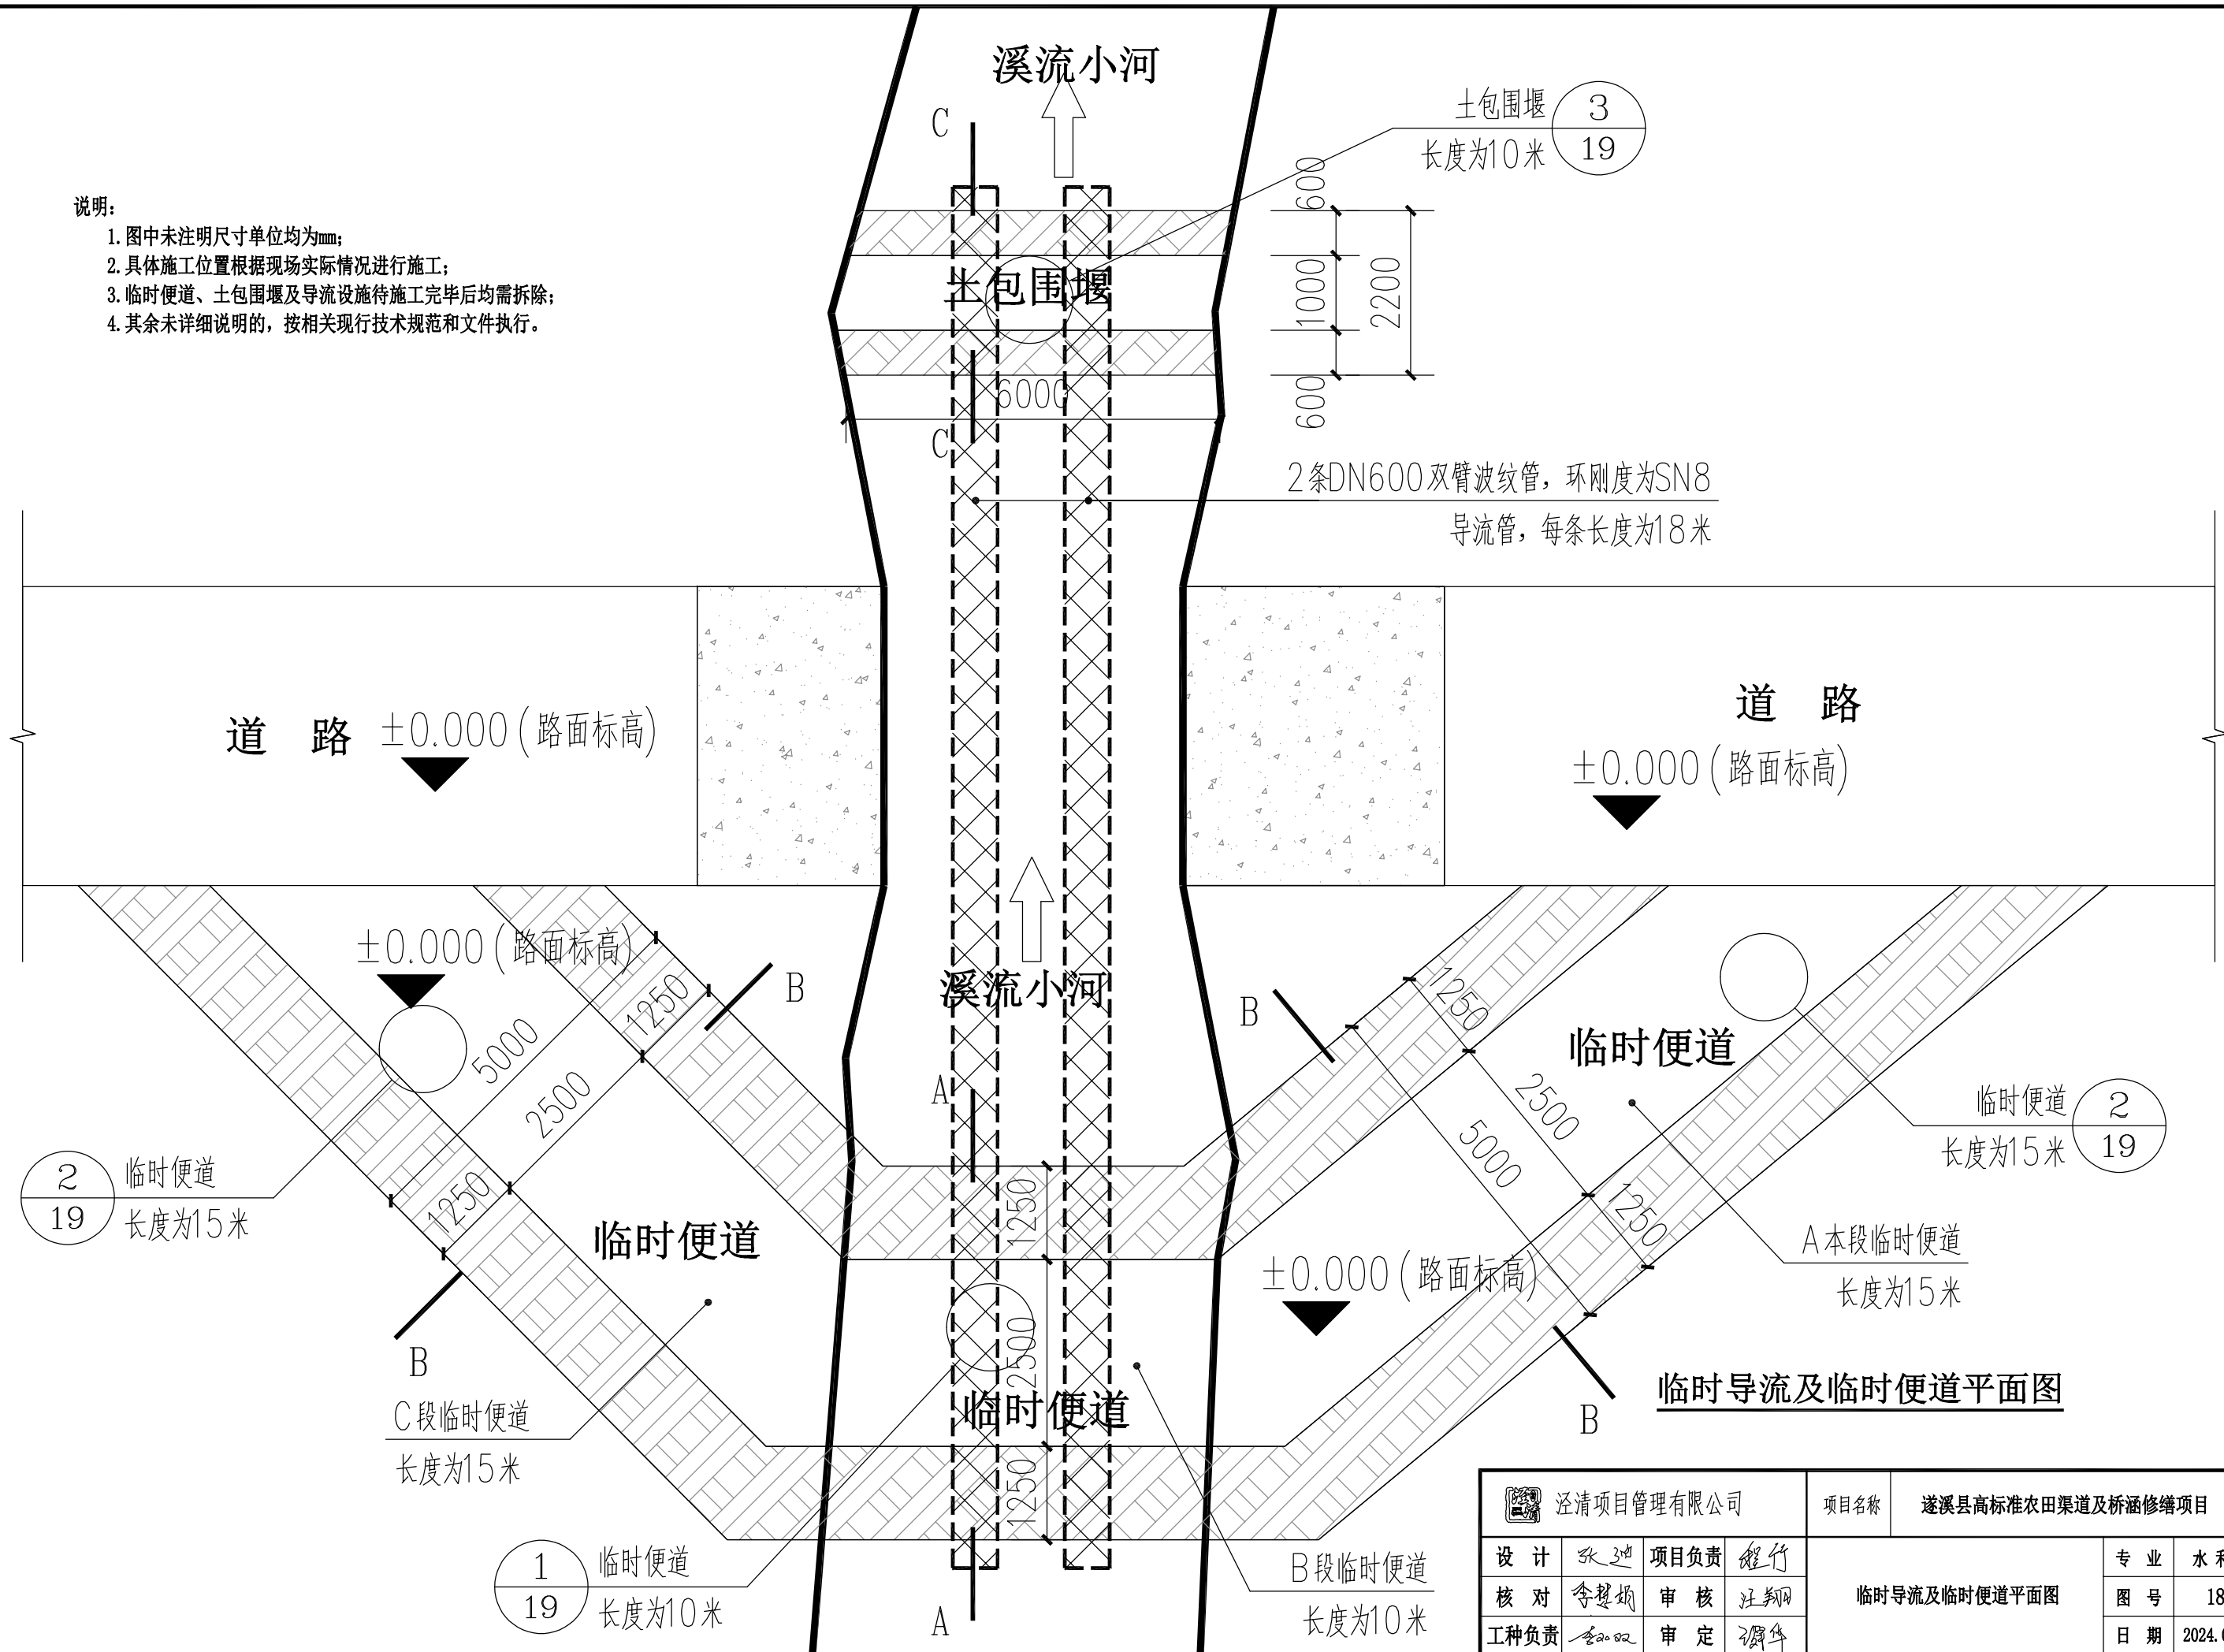 溪流小河
C
土包围堰
长度为10米
3
19
说明：
1.图中未注明尺寸单位均为mm；
2.具体施工位置根据现场实际情况进行施工；
3.临时便道、土包围堰及导流设施待施工完毕后均需拆除；
4.其余未详细说明的，按相关现行技术规范和文件执行。
600
1000
2200
600
土包围堰
6000
C
2条DN600双臂波纹管，环刚度为SN8
导流管，每条长度为18米
道 路
±0.000(路面标高)
道 路
±0.000(路面标高)
±0.000(路面标高)
溪流小河
B
B
1250
5000
2500
1250
1250
2500
5000
1250
临时便道
A
临时便道
长度为15米
2
19
2
19
临时便道
长度为15米
临时便道
A本段临时便道
长度为15米
1250
±0.000(路面标高)
2500
临时便道
1250
B
B
C段临时便道
长度为15米
临时导流及临时便道平面图
1
19
临时便道
长度为10米
A
B段临时便道
长度为10米
泾清项目管理有限公司
项目名称
遂溪县高标准农田渠道及桥涵修缮项目
设 计
项目负责
专 业
水
核 对
审 核
临时导流及临时便道平面图
图 号
18
工种负责
审 定
日 期
2024.